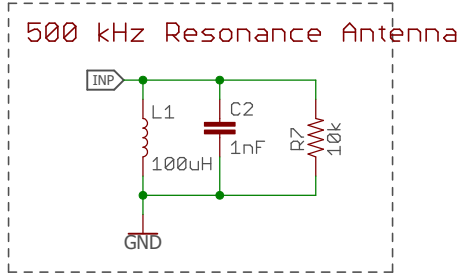 500 kHz Resonance Antenna
INP
L1
100uH
C2
1nF
R7
10k
GND